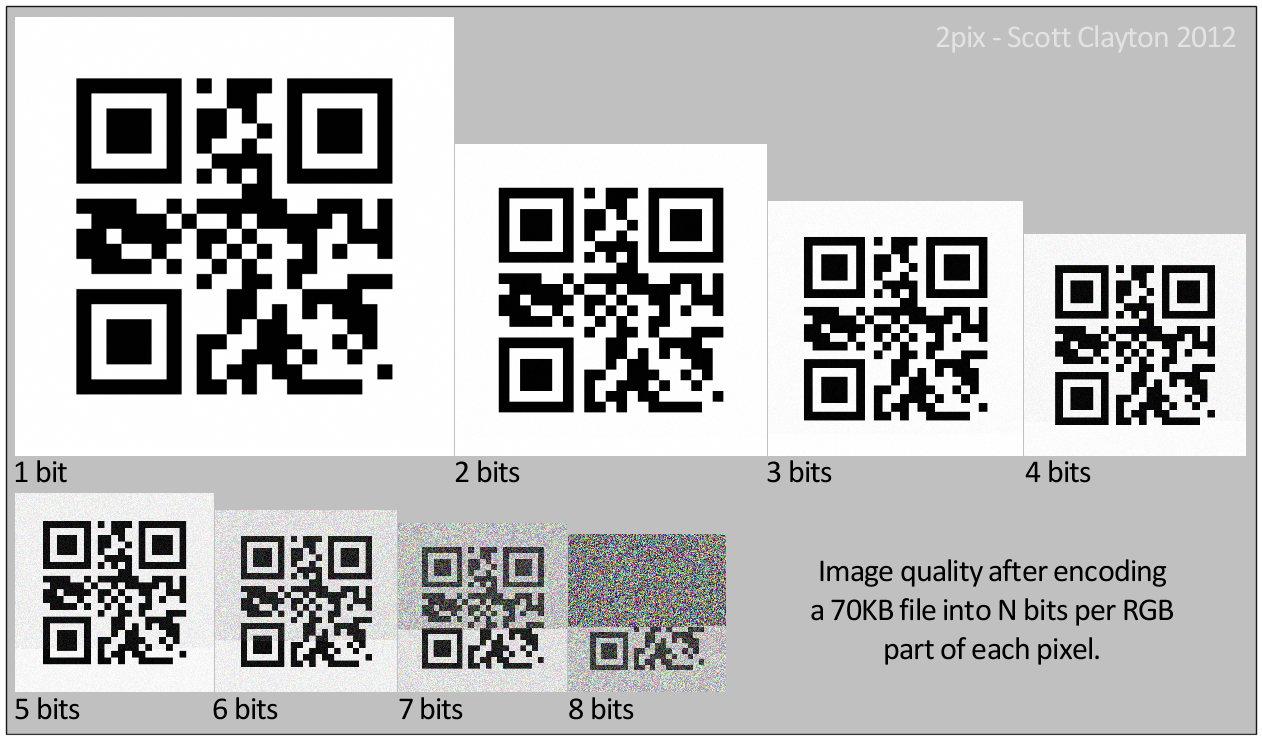 2pix - Scott Clayton 2012
1 bit
2 bits
3 bits
4 bits
5 bits
6 bits
7 bits
8 bits
Image quality after encoding
a 70KB file into N bits per RGB
part of each pixel.